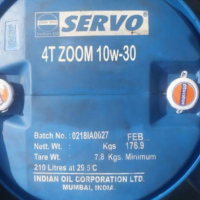 SERVO
4T ZOOM 10w-30
Batch No. :0218IA0027
FEB
Nett. Wt. : Kgs. 176.9
Tare Wt. : 7.6 Kgs. Minimum
210 Litres at 29.5°C
INDIAN OIL CORPORATION LTD.
MUMBAI, INDIA.